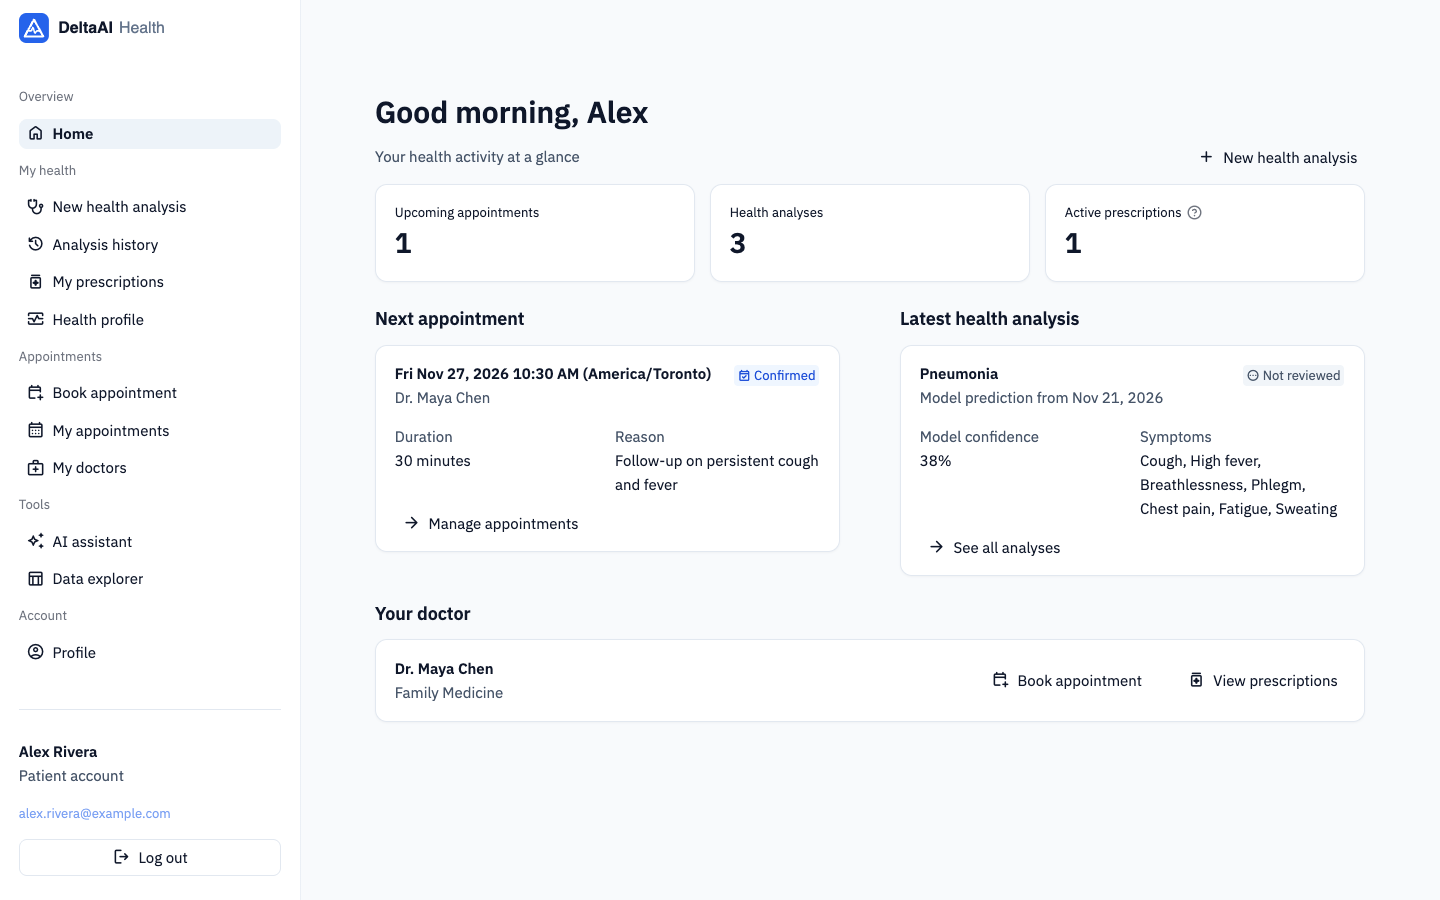 DeltaAI Health
Overview
Home
My health
New health analysis
Analysis history
My prescriptions
Health profile
Appointments
Book appointment
My appointments
My doctors
Tools
AI assistant
Data explorer
Account
Profile
Alex Rivera
Patient account
alex.rivera@example.com
Log out
Good morning, Alex
Your health activity at a glance
New health analysis
Upcoming appointments
1
Health analyses
3
Active prescriptions
1
Next appointment
Fri Nov 27, 2026 10:30 AM (America/Toronto)
Confirmed
Dr. Maya Chen
Duration
30 minutes
Reason
Follow-up on persistent cough
and fever
Manage appointments
Latest health analysis
Pneumonia
Not reviewed
Model prediction from Nov 21, 2026
Model confidence
38%
Symptoms
Cough, High fever,
Breathlessness, Phlegm,
Chest pain, Fatigue, Sweating
See all analyses
Your doctor
Dr. Maya Chen
Family Medicine
Book appointment
View prescriptions